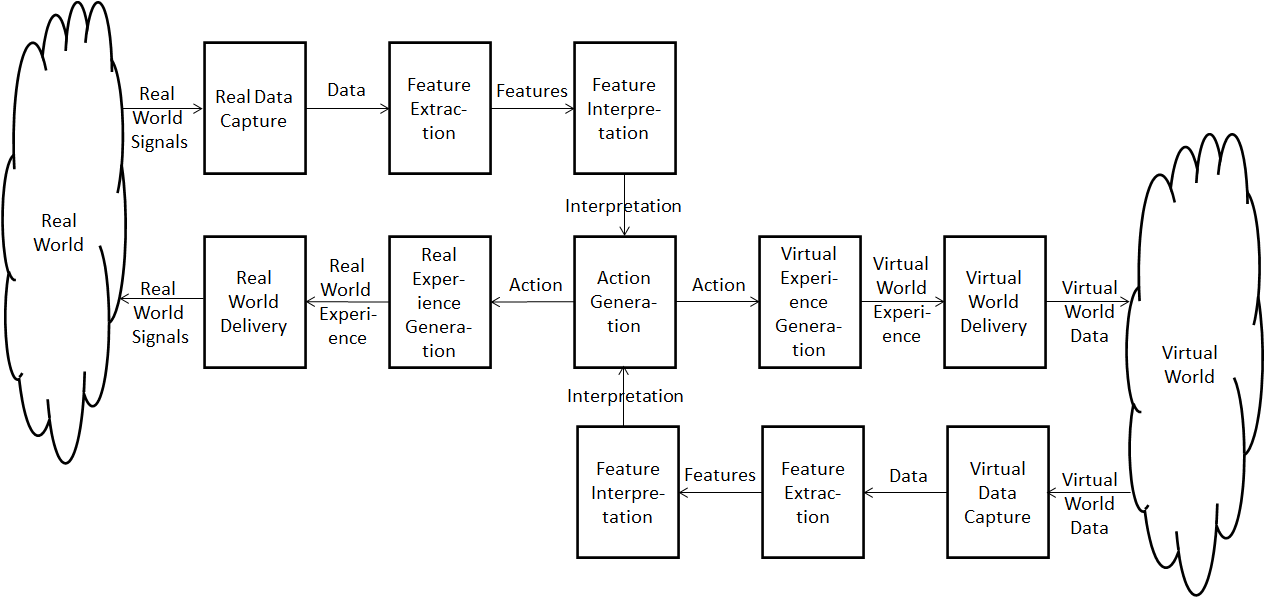 Real
World
Real
World
Signals
Real Data
Capture
Data
Feature
Extrac-
tion
Features
Feature
Interpre-
tation
Interpretation
Real
World
Signals
Real
World
Delivery
Real
World
Experi-
ence
Real
Exper-
ience
Genera-
tion
Action
Action
Genera-
tion
Action
Virtual
Experie-
nce
Genera-
tion
Virtual
World
Experi-
ence
Virtual
World
Delivery
Virtual
World
Data
Virtual
World
Interpretation
Feature
Interpre-
tation
Features
Feature
Extrac-
tion
Data
Virtual
Data
Capture
Virtual
World
Data